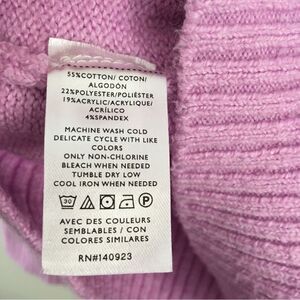 55%COTTON/ COTON/
ALGODÓN
22%POLYESTER/POLIÉSTER
19%ACRYLIC/ACRYLIQUE/
ACRÍLICO
4%SPANDEX
MACHINE WASH COLD
DELICATE CYCLE WITH LIKE
COLORS
ONLY NON-CHLORINE
BLEACH WHEN NEEDED
TUMBLE DRY LOW
COOL IRON WHEN NEEDED
30 P
AVEC DES COULEURS
SEMBLABLES / CON
COLORES SIMILARES
RN#140923